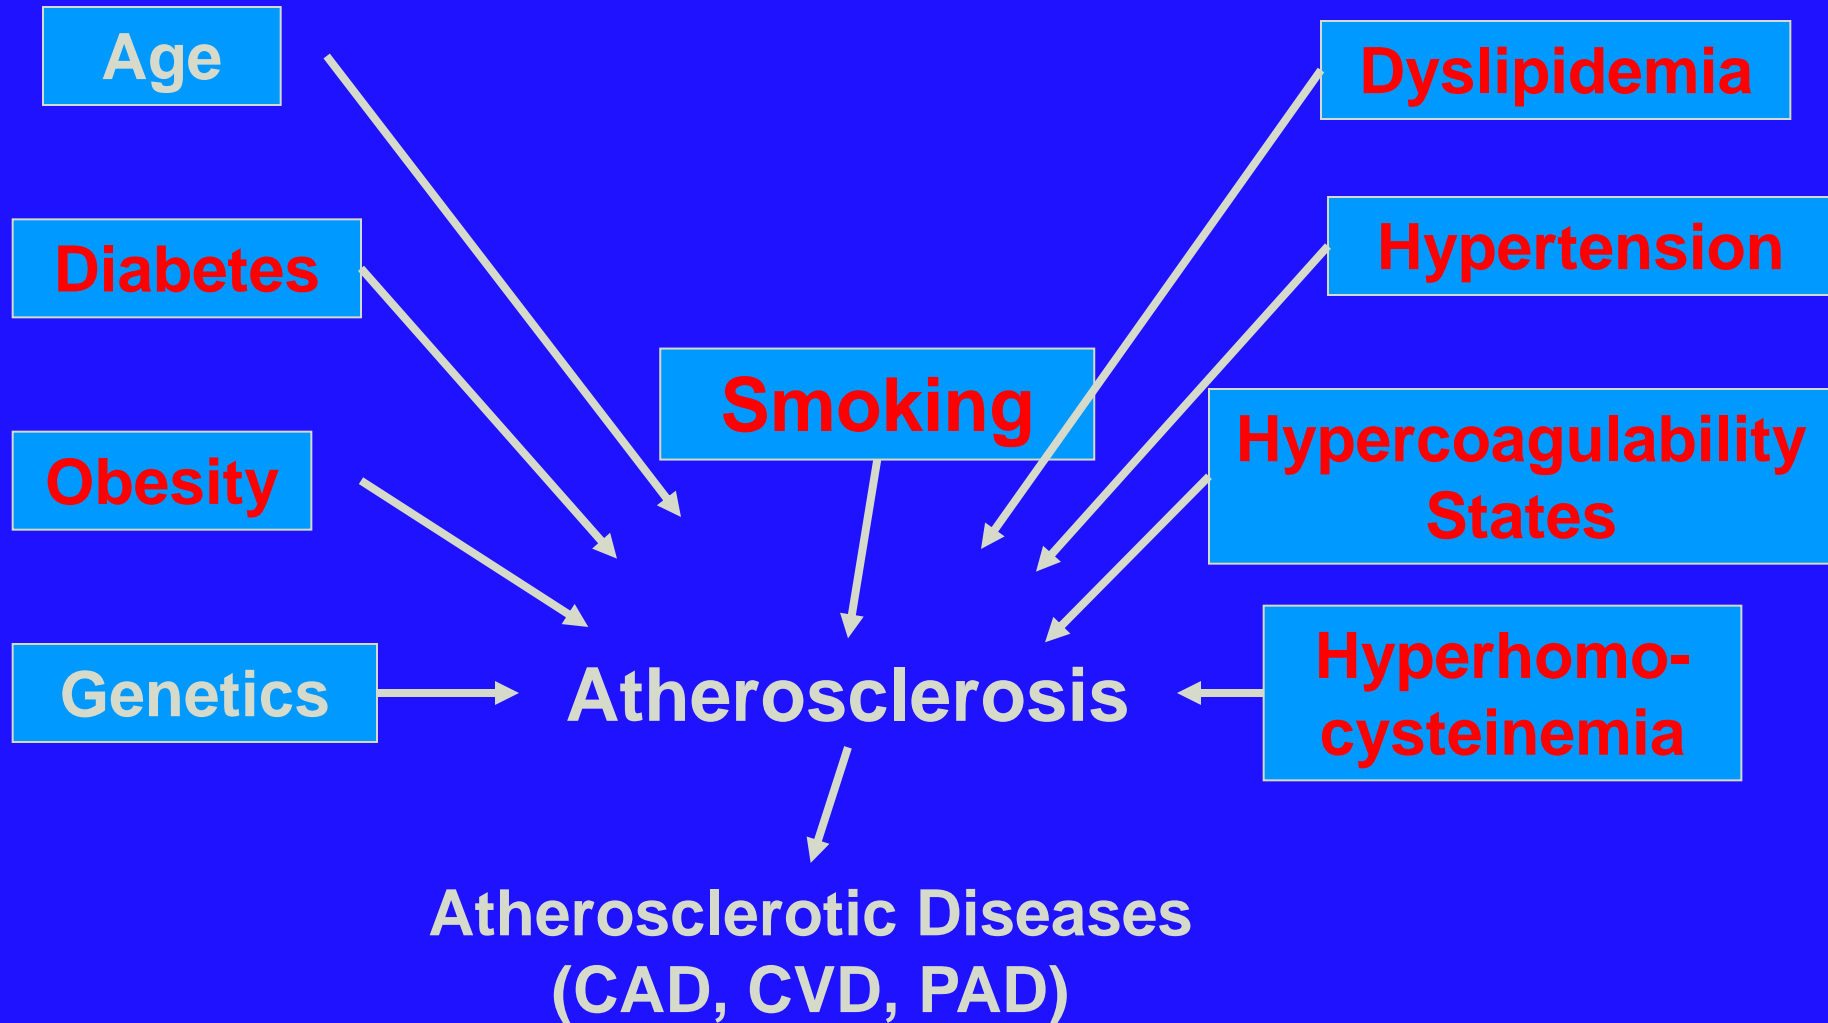 Age
Dyslipidemia
Diabetes
Hypertension
Smoking
Hypercoagulability
States
Obesity
Genetics
Atherosclerosis
Hyperhomo-
cysteinemia
Atherosclerotic Diseases
(CAD, CVD, PAD)